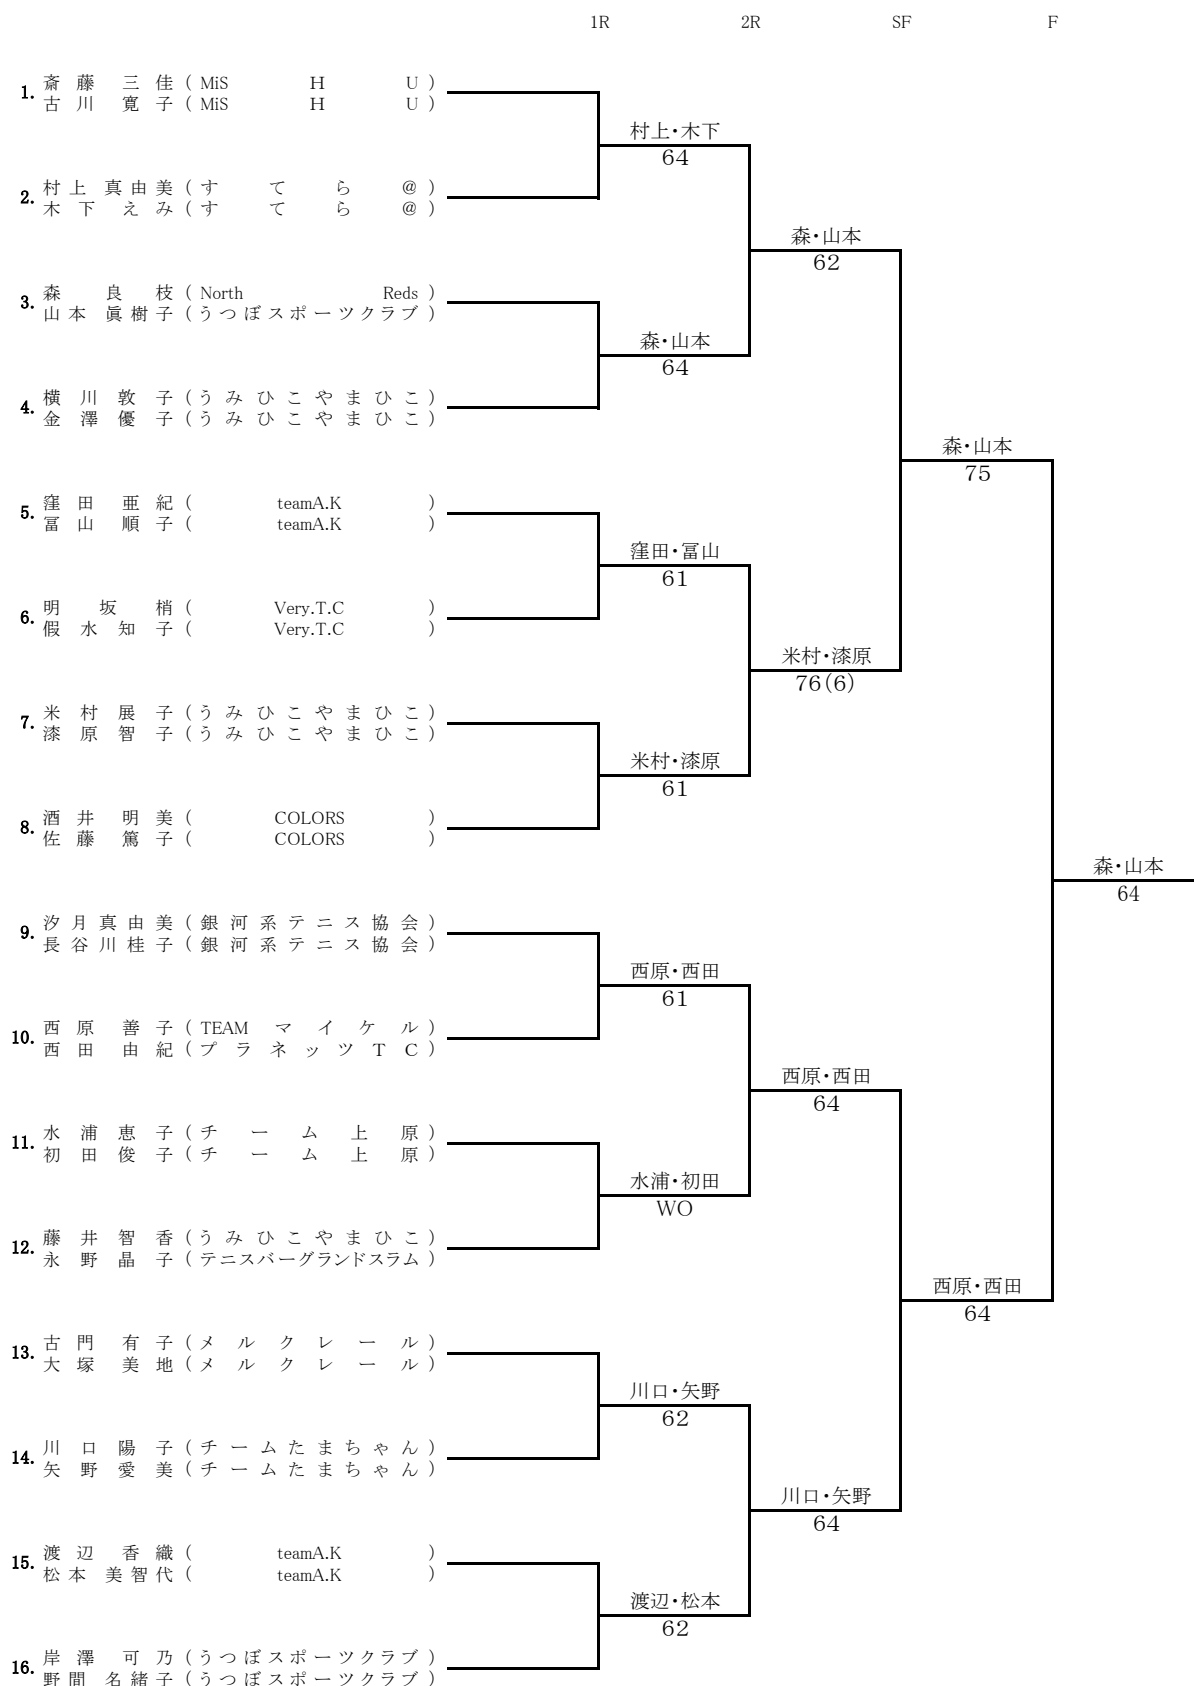 1R 2R SF F
1. 斎藤三佳(MiS H U)
古川寛子(MiS H U)
村上・木下
64
2. 村上真由美(すてら@)
木下えみ(すてら@)
森・山本
62
3. 森良枝(North Reds)
山本眞樹子(うつぼスポーツクラブ)
森・山本
64
4. 横川敦子(うみひこやまひこ)
金澤優子(うみひこやまひこ)
森・山本
75
5. 窪田亜紀(teamA.K)
冨山順子(teamA.K)
窪田・冨山
61
6. 明坂梢(Very.T.C)
假水知子(Very.T.C)
米村・漆原
76(6)
7. 米村展子(うみひこやまひこ)
漆原智子(うみひこやまひこ)
米村・漆原
61
8. 酒井明美(COLORS)
佐藤篤子(COLORS)
森・山本
64
9. 汐月真由美(銀河系テニス協会)
長谷川桂子(銀河系テニス協会)
西原・西田
61
10. 西原善子(TEAM マイケル)
西田由紀(プラネッツTC)
西原・西田
64
11. 水浦恵子(チーム上原)
初田俊子(チーム上原)
水浦・初田
WO
12. 藤井智香(うみひこやまひこ)
永野晶子(テニスバーグランドスラム)
西原・西田
64
13. 古門有子(メルクレール)
大塚美地(メルクレール)
川口・矢野
62
14. 川口陽子(チームたまちゃん)
矢野愛美(チームたまちゃん)
川口・矢野
64
15. 渡辺香織(teamA.K)
松本美智代(teamA.K)
渡辺・松本
62
16. 岸澤可乃(うつぼスポーツクラブ)
野間名緒子(うつぼスポーツクラブ)